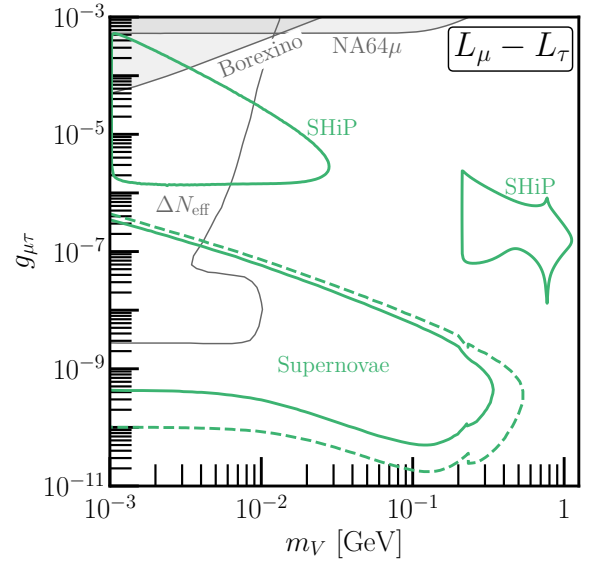 10⁻³
Borexino
NA64μ
L_μ − L_τ
10⁻⁵
SHiP
SHiP
ΔN_eff
10⁻⁷
g_μτ
10⁻⁹
Supernovae
10⁻¹¹
10⁻³
10⁻²
10⁻¹
1
m_V [GeV]